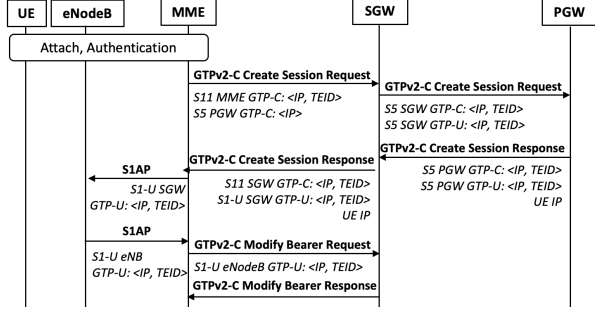 UE eNodeB MME SGW PGW
Attach, Authentication
GTPv2-C Create Session Request
S11 MME GTP-C: <IP, TEID>
S5 PGW GTP-C: <IP>
GTPv2-C Create Session Request
S5 SGW GTP-C: <IP, TEID>
S5 SGW GTP-U: <IP, TEID>
GTPv2-C Create Session Response
S5 PGW GTP-C: <IP, TEID>
S5 PGW GTP-U: <IP, TEID>
UE IP
GTPv2-C Create Session Response
S11 SGW GTP-C: <IP, TEID>
S1-U SGW GTP-U: <IP, TEID>
UE IP
S1AP
S1-U SGW
GTP-U: <IP, TEID>
S1AP
S1-U eNB
GTP-U: <IP, TEID>
GTPv2-C Modify Bearer Request
S1-U eNodeB GTP-U: <IP, TEID>
GTPv2-C Modify Bearer Response